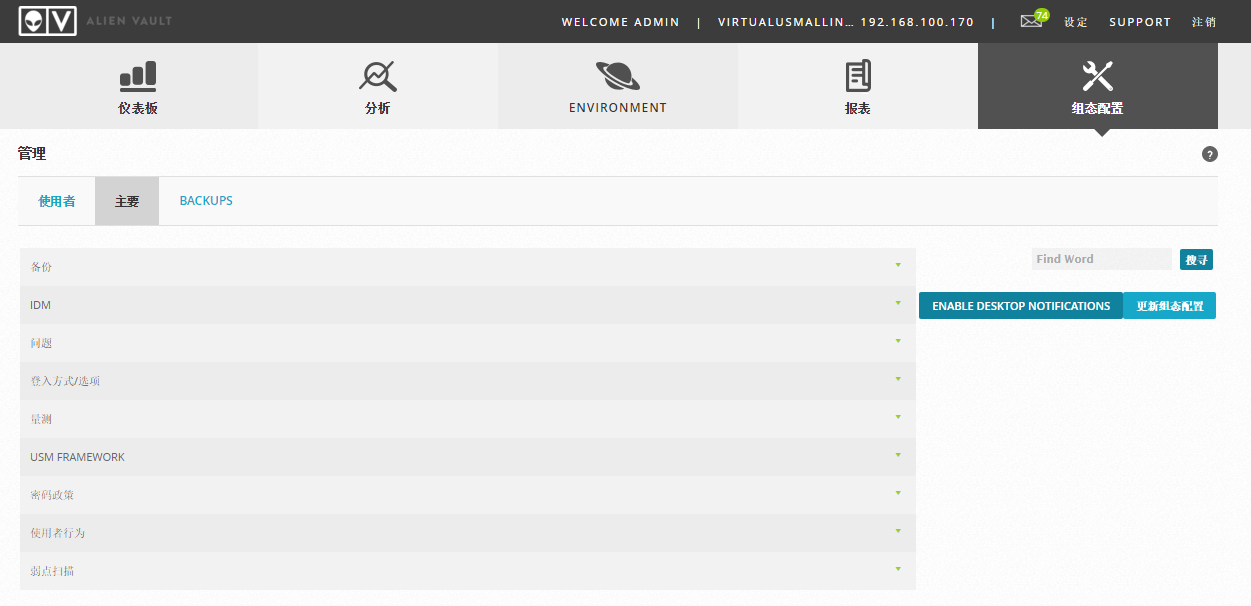 ALIEN VAULT
WELCOME ADMIN | VIRTUALUSMALLIN... 192.168.100.170 | 74 设定 SUPPORT 注销
仪表板 分析 ENVIRONMENT 报表 组态配置
管理 ?
使用者 主要 BACKUPS
备份
Find Word 搜寻
IDM
ENABLE DESKTOP NOTIFICATIONS 更新组态配置
问题
登入方式/选项
量测
USM FRAMEWORK
密码政策
使用者行为
弱点扫描